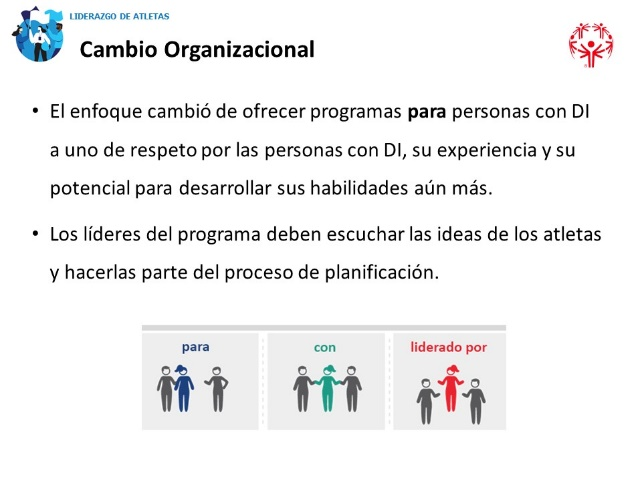 LIDERAZGO DE ATLETAS
Cambio Organizacional
• El enfoque cambió de ofrecer programas para personas con DI
a uno de respeto por las personas con DI, su experiencia y su
potencial para desarrollar sus habilidades aún más.
• Los líderes del programa deben escuchar las ideas de los atletas
y hacerlas parte del proceso de planificación.
para
con
liderado por